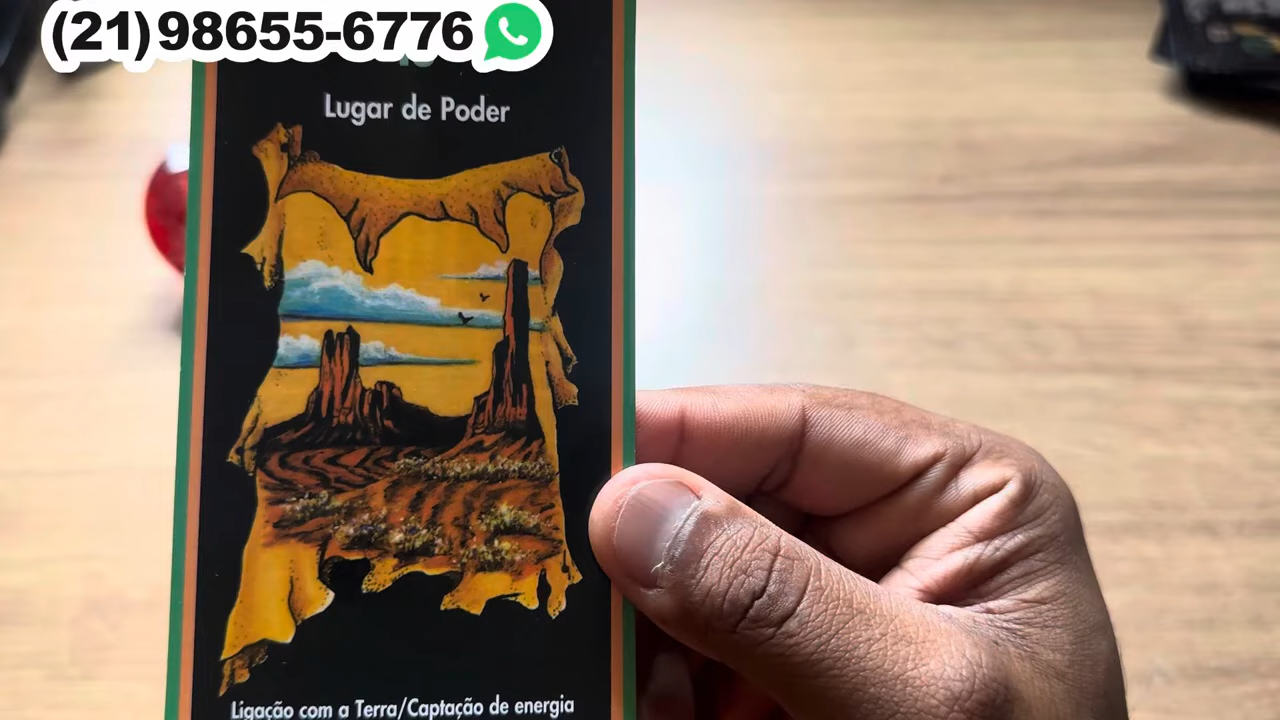 (21)98655-6776
Lugar de Poder
Ligação com a Terra/Captação de energia